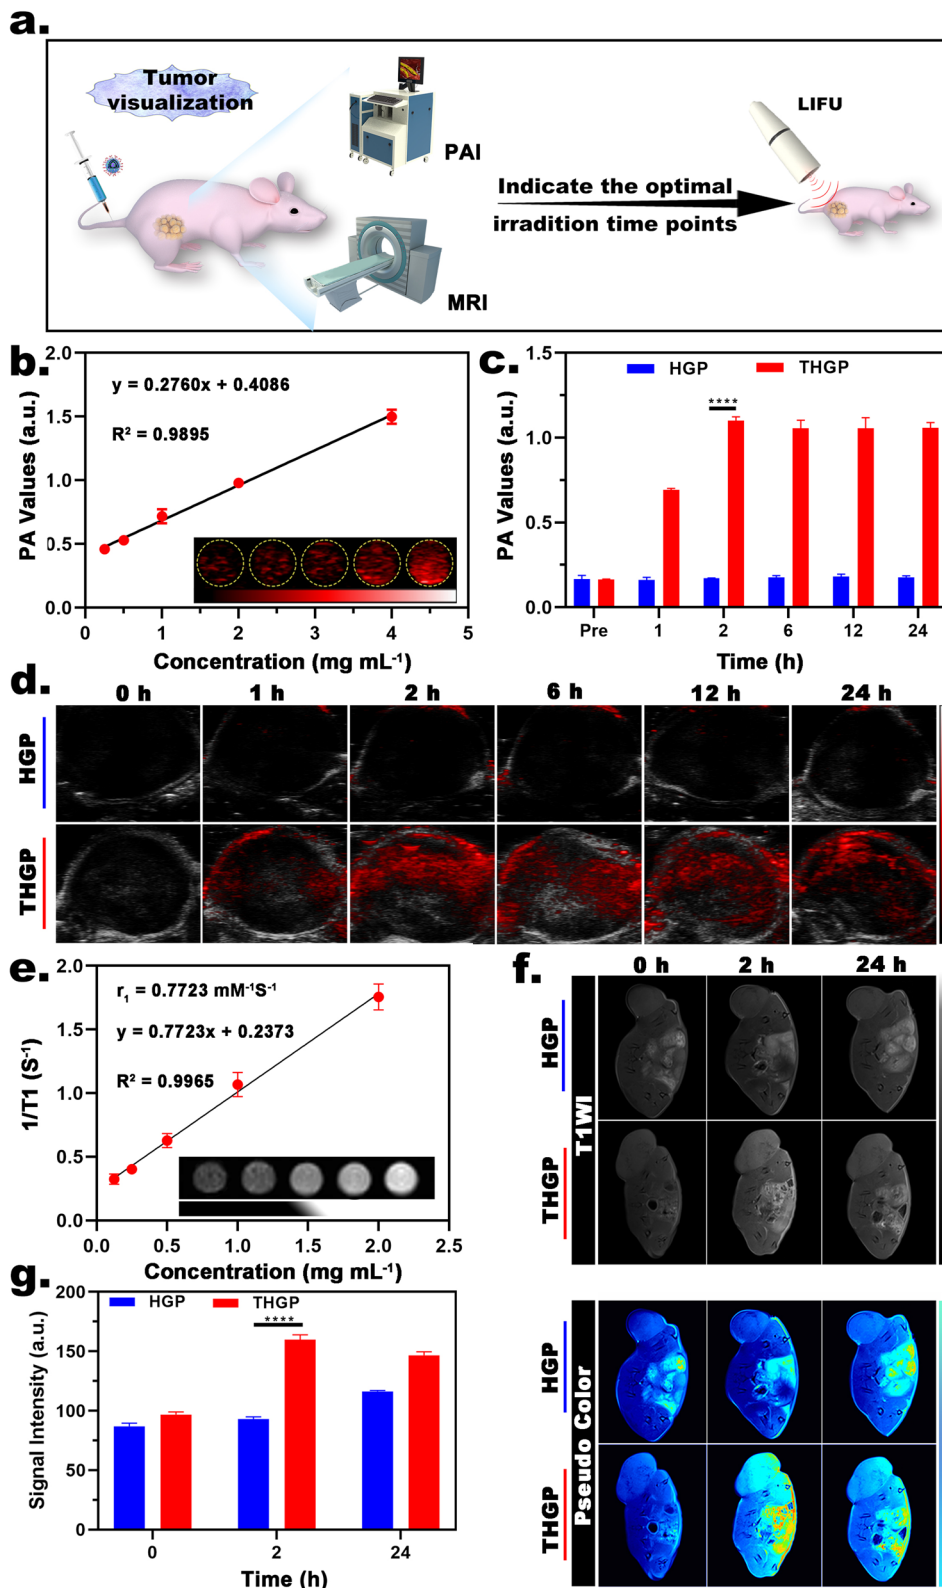 a.
Tumor
visualization
PAI
MRI
Indicate the optimal
irradition time points
LIFU
b.
PA Values (a.u.)
2.0
1.5
1.0
0.5
0.0
y = 0.2760x + 0.4086
R² = 0.9895
0 1 2 3 4 5
Concentration (mg mL⁻¹)
c.
PA Values (a.u.)
1.5
1.0
0.5
0.0
HGP THGP
****
Pre 1 2 6 12 24
Time (h)
d.
0 h 1 h 2 h 6 h 12 h 24 h
HGP
THGP
e.
1/T1 (S⁻¹)
2.0
1.5
1.0
0.5
0.0
r₁ = 0.7723 mM⁻¹S⁻¹
y = 0.7723x + 0.2373
R² = 0.9965
0.0 0.5 1.0 1.5 2.0 2.5
Concentration (mg mL⁻¹)
f.
0 h 2 h 24 h
T1WI
HGP
THGP
Pseudo Color
HGP
THGP
g.
Signal Intensity (a.u.)
200
150
100
50
0
HGP THGP
****
0 2 24
Time (h)